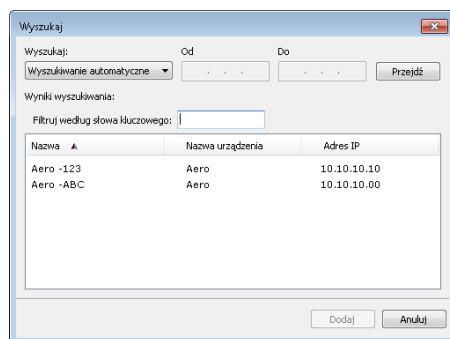 Wyszukaj
Wyszukaj: Od Do
Wyszukiwanie automatyczne Przejdź
Wyniki wyszukiwania:
Filtruj według słowa kluczowego:
Nazwa Nazwa urządzenia Adres IP
Aero -123 Aero 10.10.10.10
Aero -ABC Aero 10.10.10.00
Dodaj Anuluj